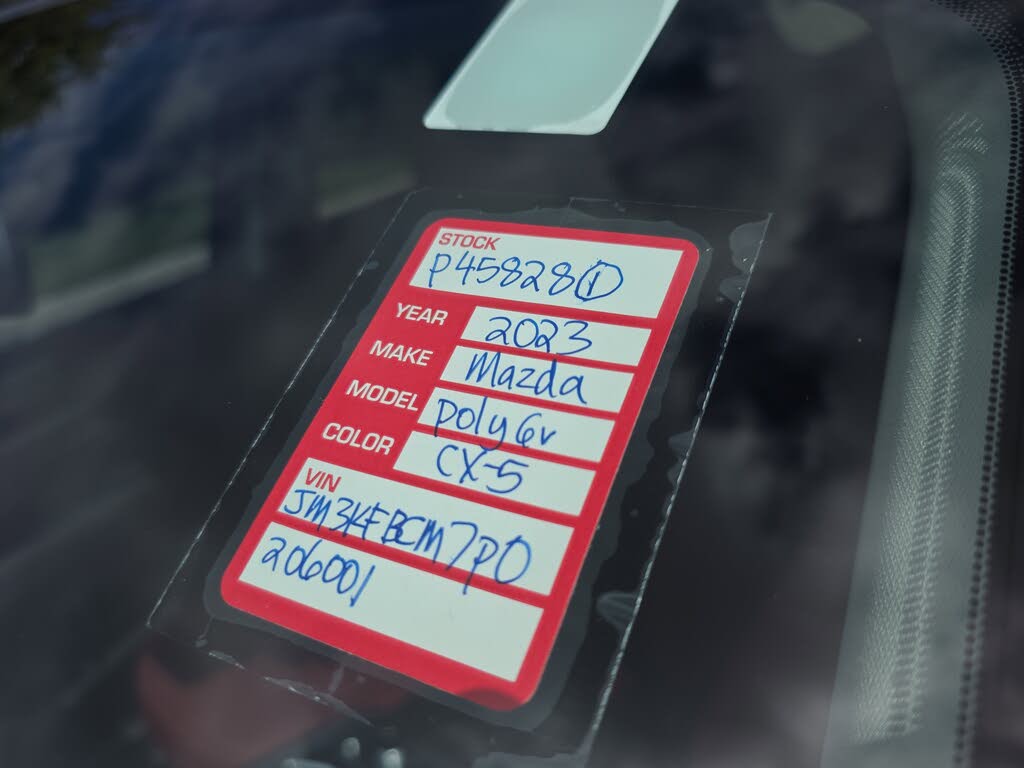 STOCK
P45828①
YEAR 2023
MAKE Mazda
MODEL poly Gr
COLOR CX-5
VIN
JM3KFBCM7P0
206001